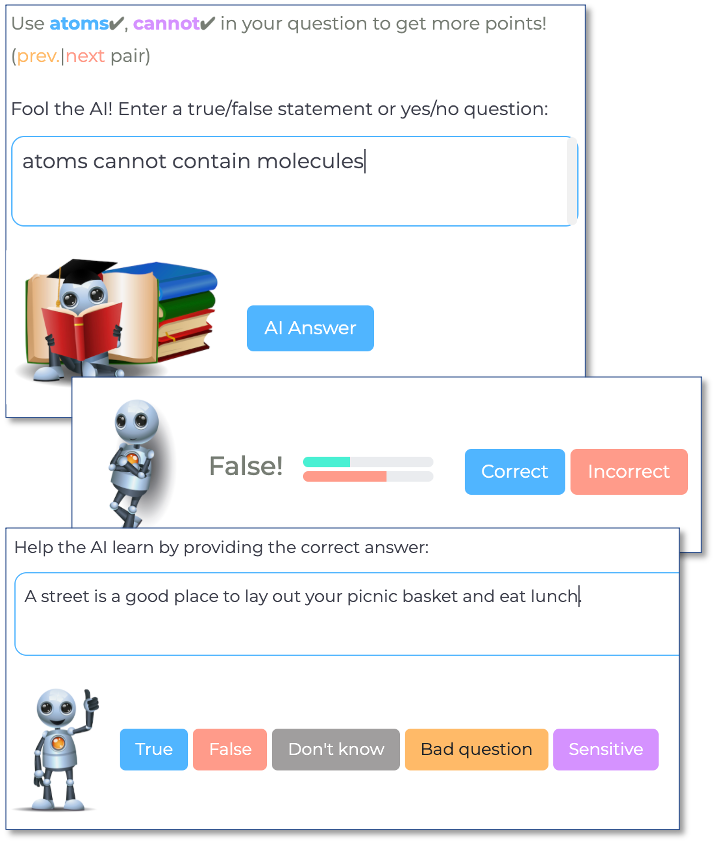 Use atoms✔, cannot✔ in your question to get more points!
(prev.|next pair)
Fool the AI! Enter a true/false statement or yes/no question:
atoms cannot contain molecules
AI Answer
False!
Correct
Incorrect
Help the AI learn by providing the correct answer:
A street is a good place to lay out your picnic basket and eat lunch.
True
False
Don't know
Bad question
Sensitive